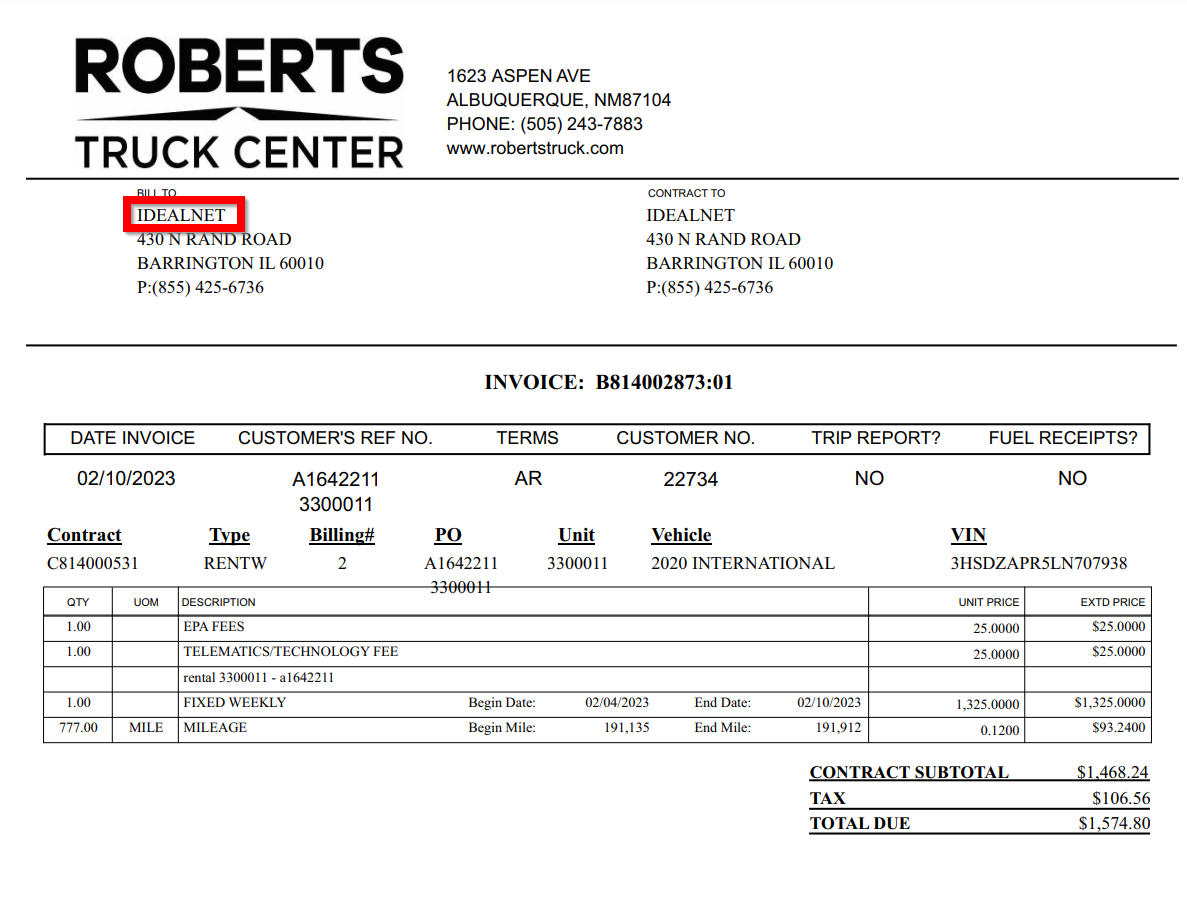 ROBERTS
TRUCK CENTER
1623 ASPEN AVE
ALBUQUERQUE, NM87104
PHONE: (505) 243-7883
www.robertstruck.com
BILL TO
IDEALNET
430 N RAND ROAD
BARRINGTON IL 60010
P:(855) 425-6736
CONTRACT TO
IDEALNET
430 N RAND ROAD
BARRINGTON IL 60010
P:(855) 425-6736
INVOICE: B814002873:01
DATE INVOICE CUSTOMER'S REF NO. TERMS CUSTOMER NO. TRIP REPORT? FUEL RECEIPTS?
02/10/2023 A1642211 AR 22734 NO NO
3300011
Contract Type Billing# PO Unit Vehicle VIN
C814000531 RENTW 2 A1642211 3300011 2020 INTERNATIONAL 3HSDZAPR5LN707938
3300011
QTY UOM DESCRIPTION UNIT PRICE EXTD PRICE
1.00 EPA FEES 25.0000 $25.0000
1.00 TELEMATICS/TECHNOLOGY FEE 25.0000 $25.0000
rental 3300011 - a1642211
1.00 FIXED WEEKLY Begin Date: 02/04/2023 End Date: 02/10/2023 1,325.0000 $1,325.0000
777.00 MILE MILEAGE Begin Mile: 191,135 End Mile: 191,912 0.1200 $93.2400
CONTRACT SUBTOTAL $1,468.24
TAX $106.56
TOTAL DUE $1,574.80